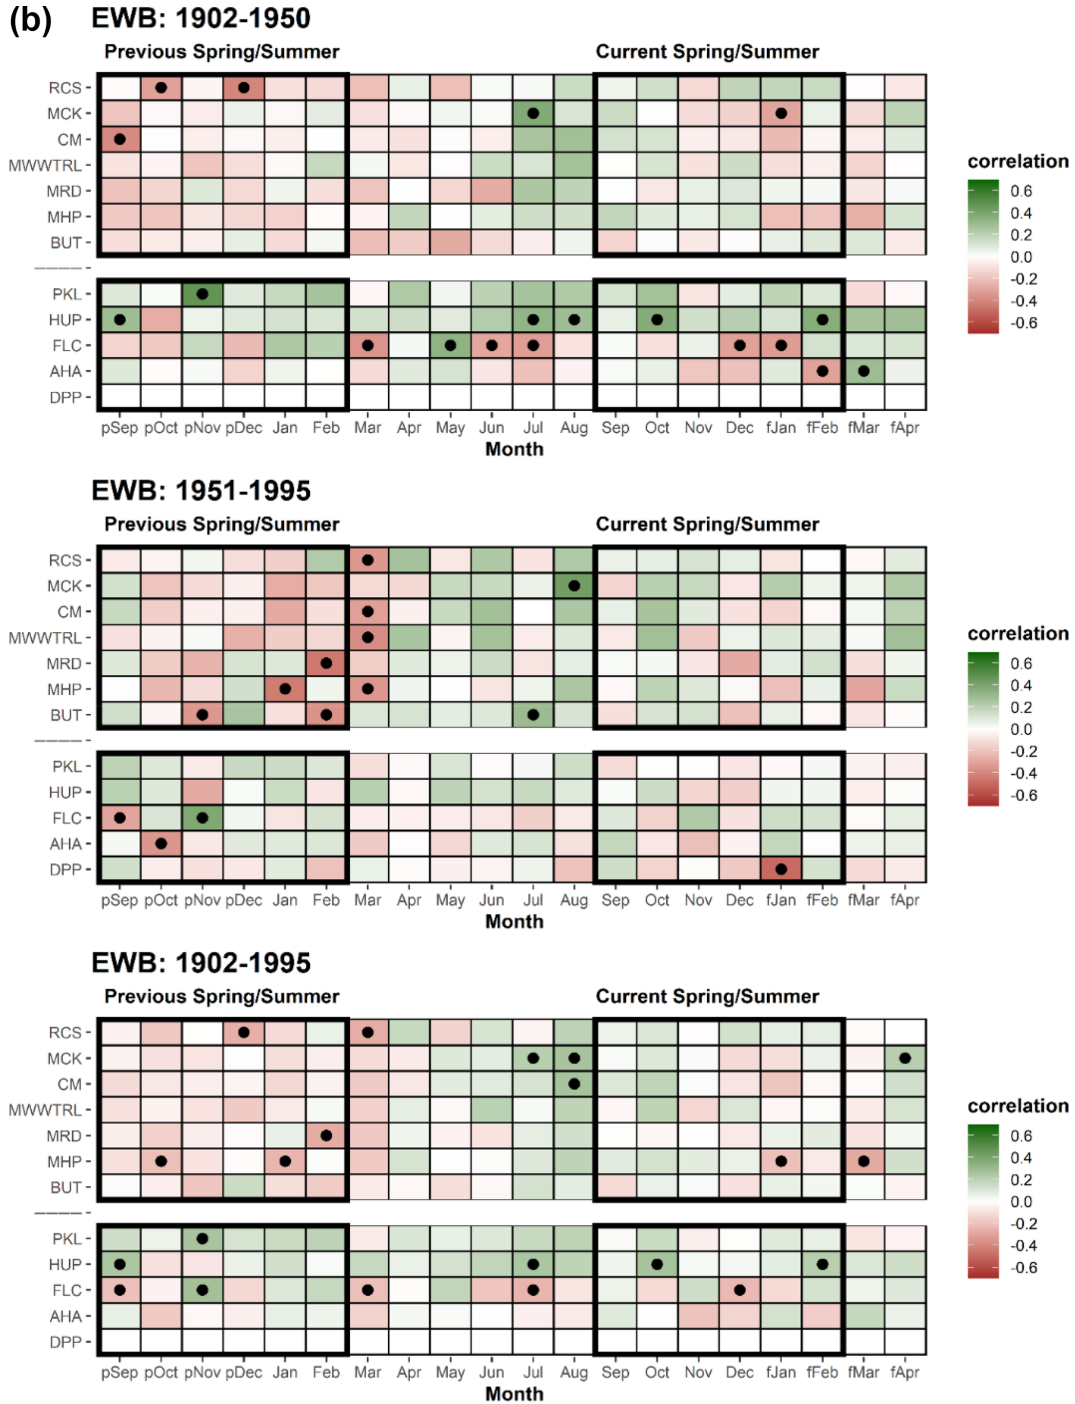 (b) EWB: 1902-1950
Previous Spring/Summer Current Spring/Summer
RCS
MCK
CM
MWWTRL
MRD
MHP
BUT
————
PKL
HUP
FLC
AHA
DPP
pSep pOct pNov pDec Jan Feb Mar Apr May Jun Jul Aug Sep Oct Nov Dec fJan fFeb fMar fApr
Month
correlation
0.6
0.4
0.2
0.0
-0.2
-0.4
-0.6
EWB: 1951-1995
Previous Spring/Summer Current Spring/Summer
RCS
MCK
CM
MWWTRL
MRD
MHP
BUT
————
PKL
HUP
FLC
AHA
DPP
pSep pOct pNov pDec Jan Feb Mar Apr May Jun Jul Aug Sep Oct Nov Dec fJan fFeb fMar fApr
Month
correlation
0.6
0.4
0.2
0.0
-0.2
-0.4
-0.6
EWB: 1902-1995
Previous Spring/Summer Current Spring/Summer
RCS
MCK
CM
MWWTRL
MRD
MHP
BUT
————
PKL
HUP
FLC
AHA
DPP
pSep pOct pNov pDec Jan Feb Mar Apr May Jun Jul Aug Sep Oct Nov Dec fJan fFeb fMar fApr
Month
correlation
0.6
0.4
0.2
0.0
-0.2
-0.4
-0.6